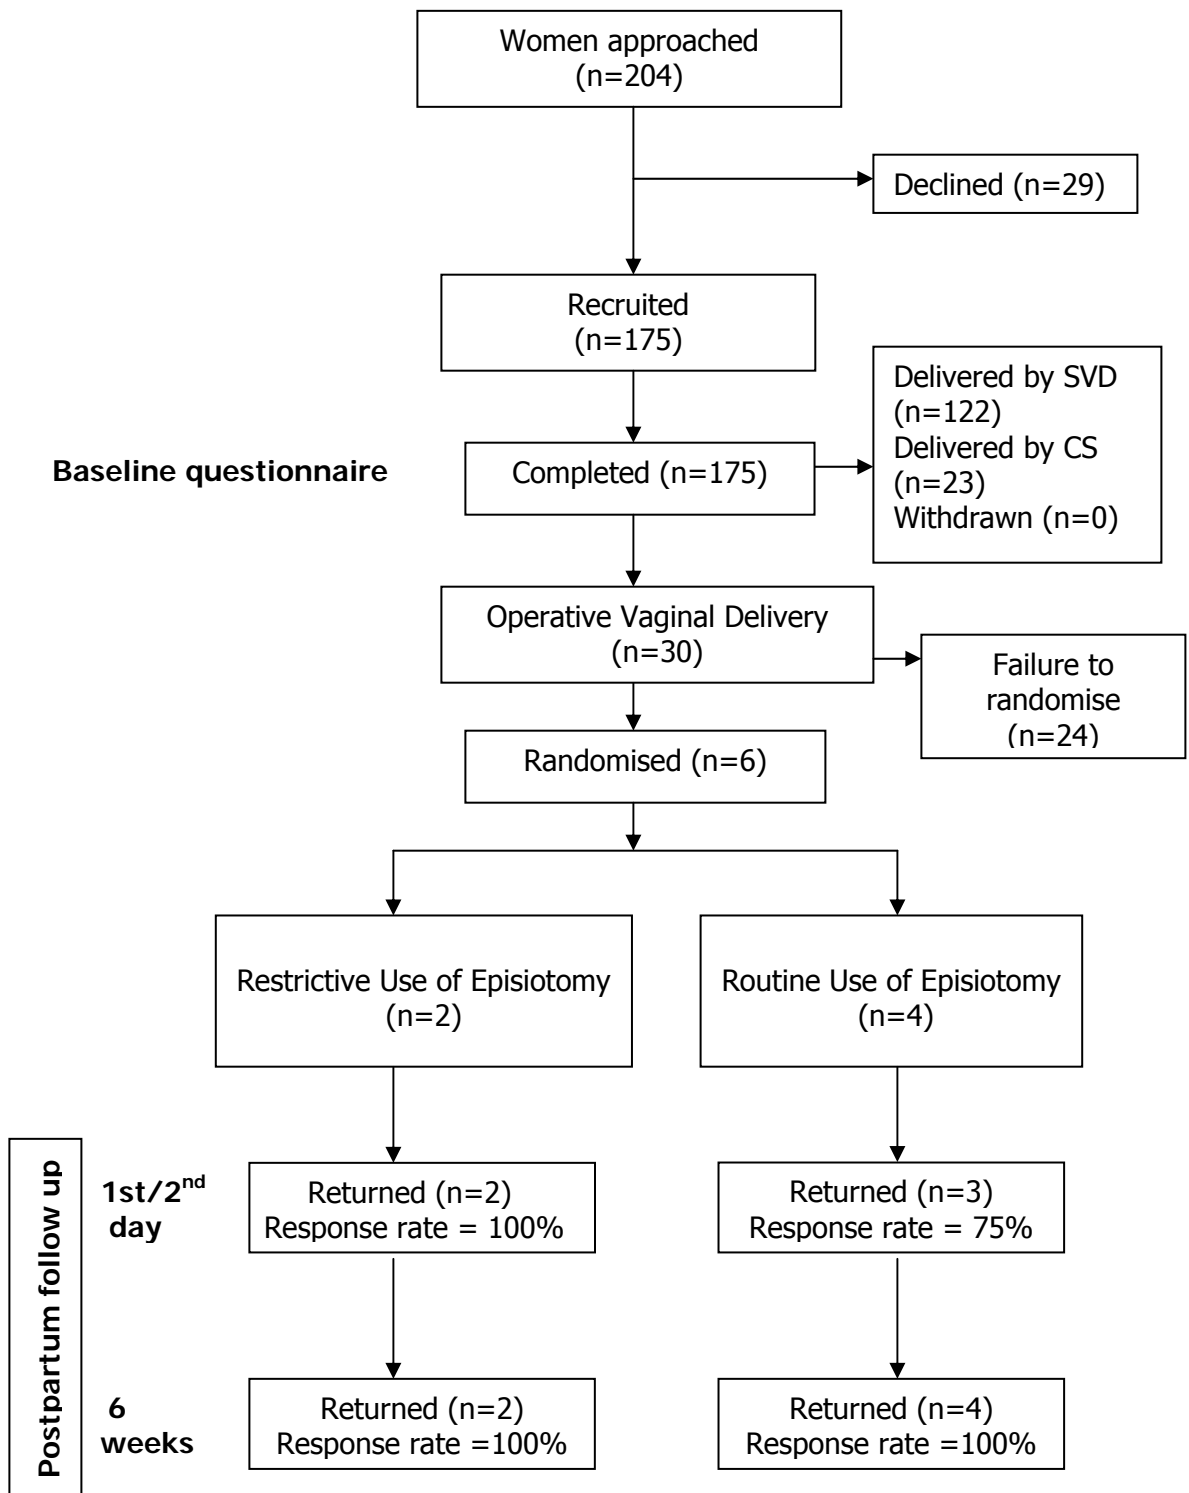 Women approached
(n=204)
Declined (n=29)
Recruited
(n=175)
Delivered by SVD
(n=122)
Delivered by CS
(n=23)
Withdrawn (n=0)
Baseline questionnaire
Completed (n=175)
Operative Vaginal Delivery
(n=30)
Failure to
randomise
(n=24)
Randomised (n=6)
Restrictive Use of Episiotomy
(n=2)
Routine Use of Episiotomy
(n=4)
Postpartum follow up
1st/2nd
day
Returned (n=2)
Response rate = 100%
Returned (n=3)
Response rate = 75%
6
weeks
Returned (n=2)
Response rate =100%
Returned (n=4)
Response rate =100%